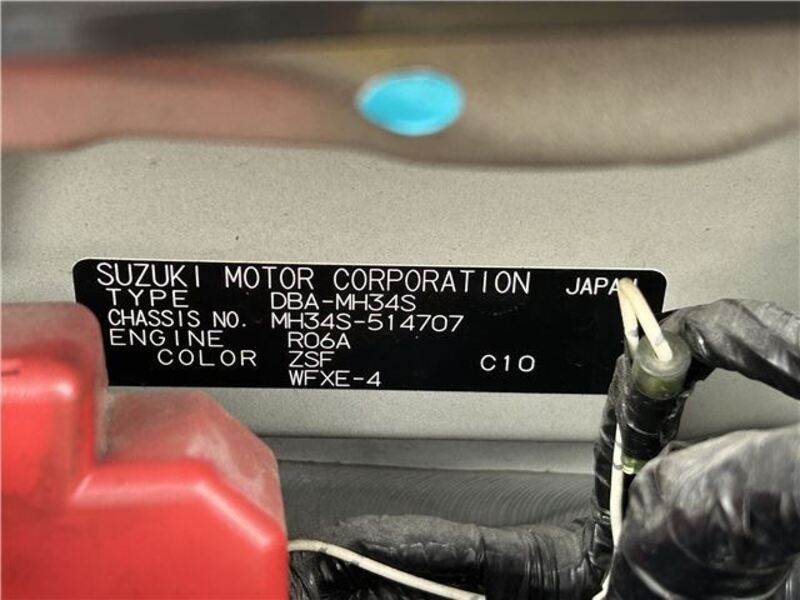 SUZUKI MOTOR CORPORATION JAPAN
TYPE DBA-MH34S
CHASSIS NO. MH34S-514707
ENGINE R06A
COLOR ZSF C10
WFXE-4